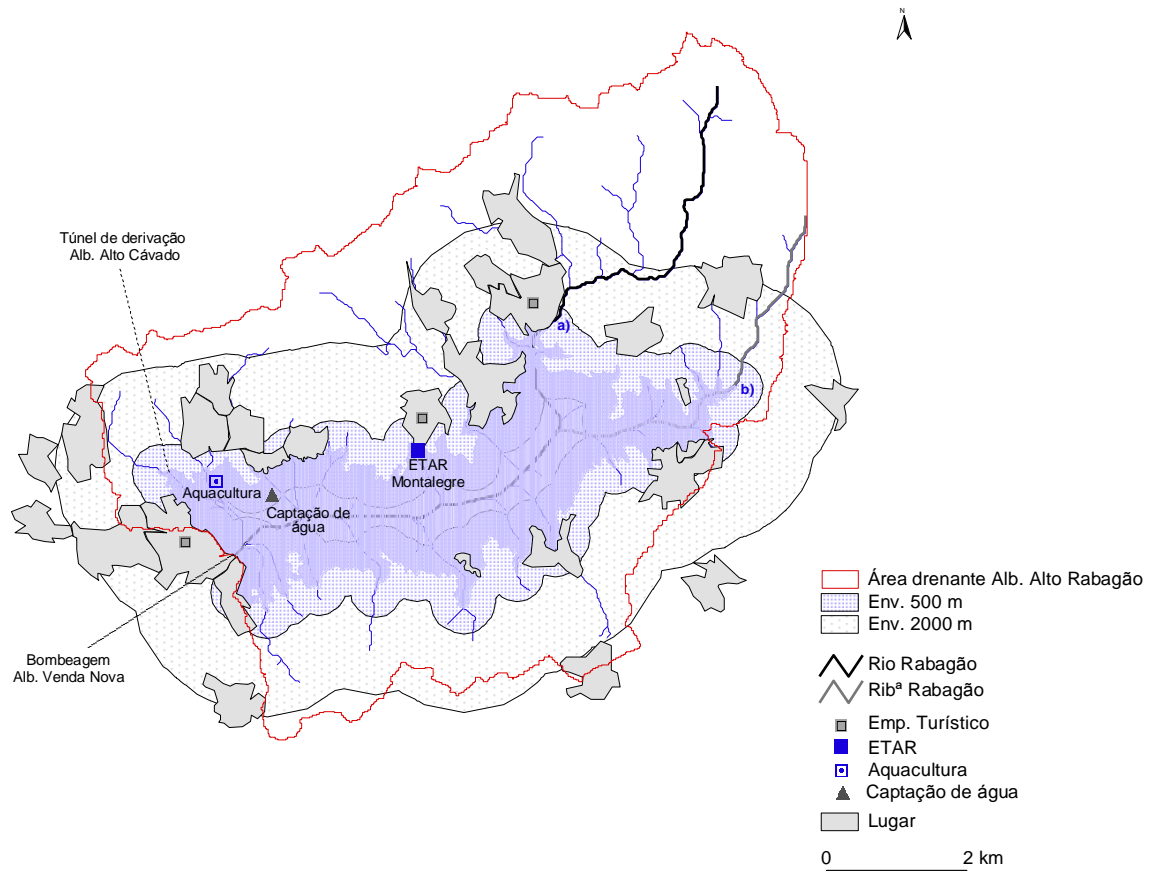 N
Túnel de derivação
Alb. Alto Cávado
a)
b)
ETAR
Montalegre
Aquacultura
Captação de
água
Bombeagem
Alb. Venda Nova
Área drenante Alb. Alto Rabagão
Env. 500 m
Env. 2000 m
Rio Rabagão
Ribª Rabagão
Emp. Turístico
ETAR
Aquacultura
Captação de água
Lugar
0 2 km